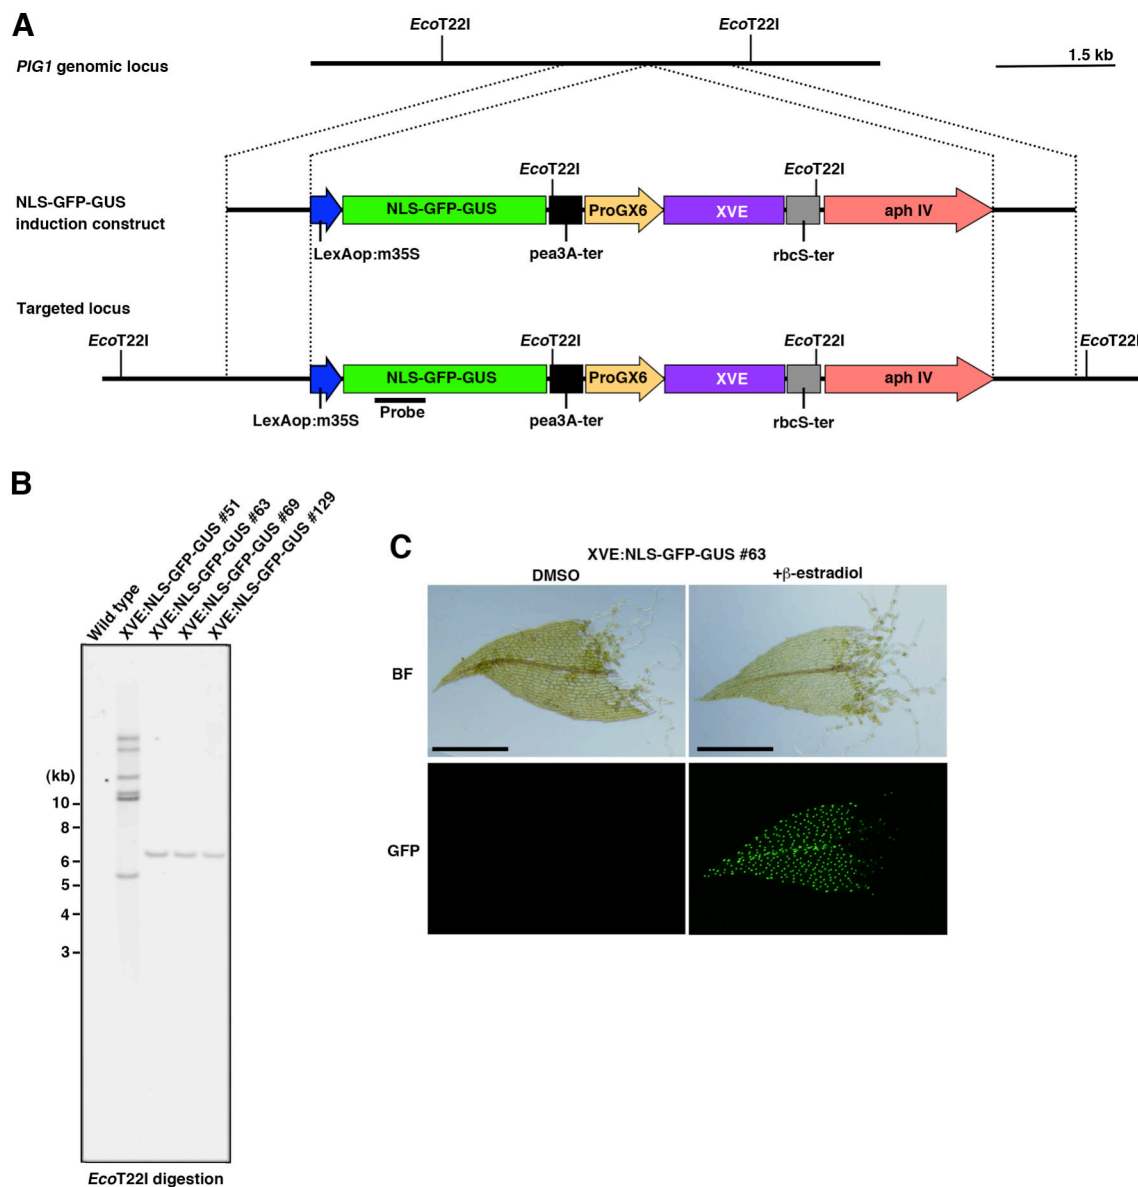 A
EcoT22I EcoT22I
PIG1 genomic locus
1.5 kb
EcoT22I EcoT22I
NLS-GFP-GUS
induction construct
NLS-GFP-GUS ProGX6 XVE aph IV
LexAop:m35S pea3A-ter rbcS-ter
Targeted locus
EcoT22I EcoT22I EcoT22I EcoT22I
NLS-GFP-GUS ProGX6 XVE aph IV
Probe
LexAop:m35S pea3A-ter rbcS-ter
B
Wild type
XVE:NLS-GFP-GUS #51
XVE:NLS-GFP-GUS #63
XVE:NLS-GFP-GUS #69
XVE:NLS-GFP-GUS #129
(kb)
10
8
6
5
4
3
EcoT22I digestion
C
XVE:NLS-GFP-GUS #63
DMSO +β-estradiol
BF
GFP